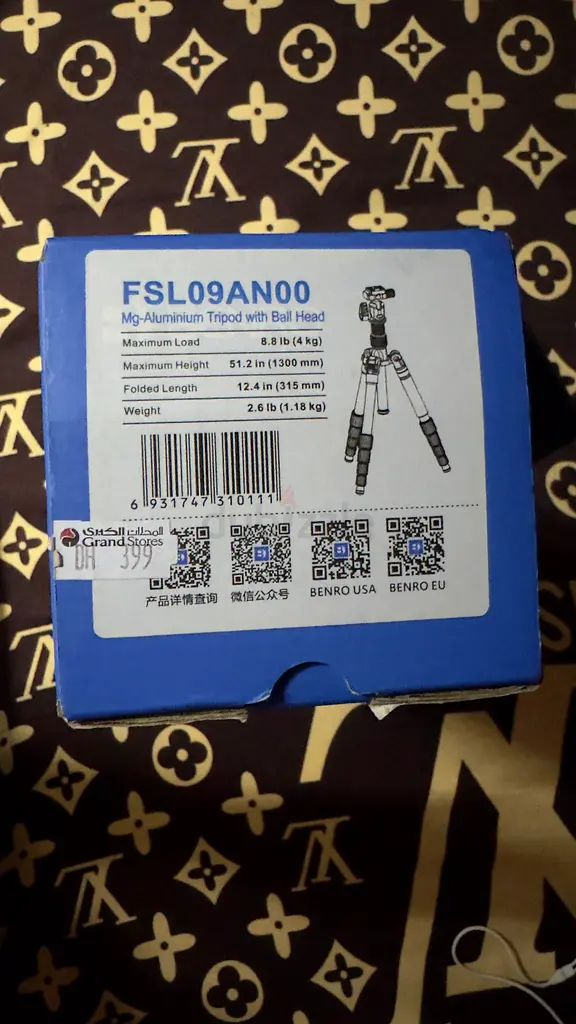 FSL09AN00
Mg-Aluminium Tripod with Ball Head
Maximum Load 8.8 lb (4 kg)
Maximum Height 51.2 in (1300 mm)
Folded Length 12.4 in (315 mm)
Weight 2.6 lb (1.18 kg)
6 931747 310111
المحلات الكبرى
Grand Stores
DH 399
产品详情查询 微信公众号 BENRO USA BENRO EU